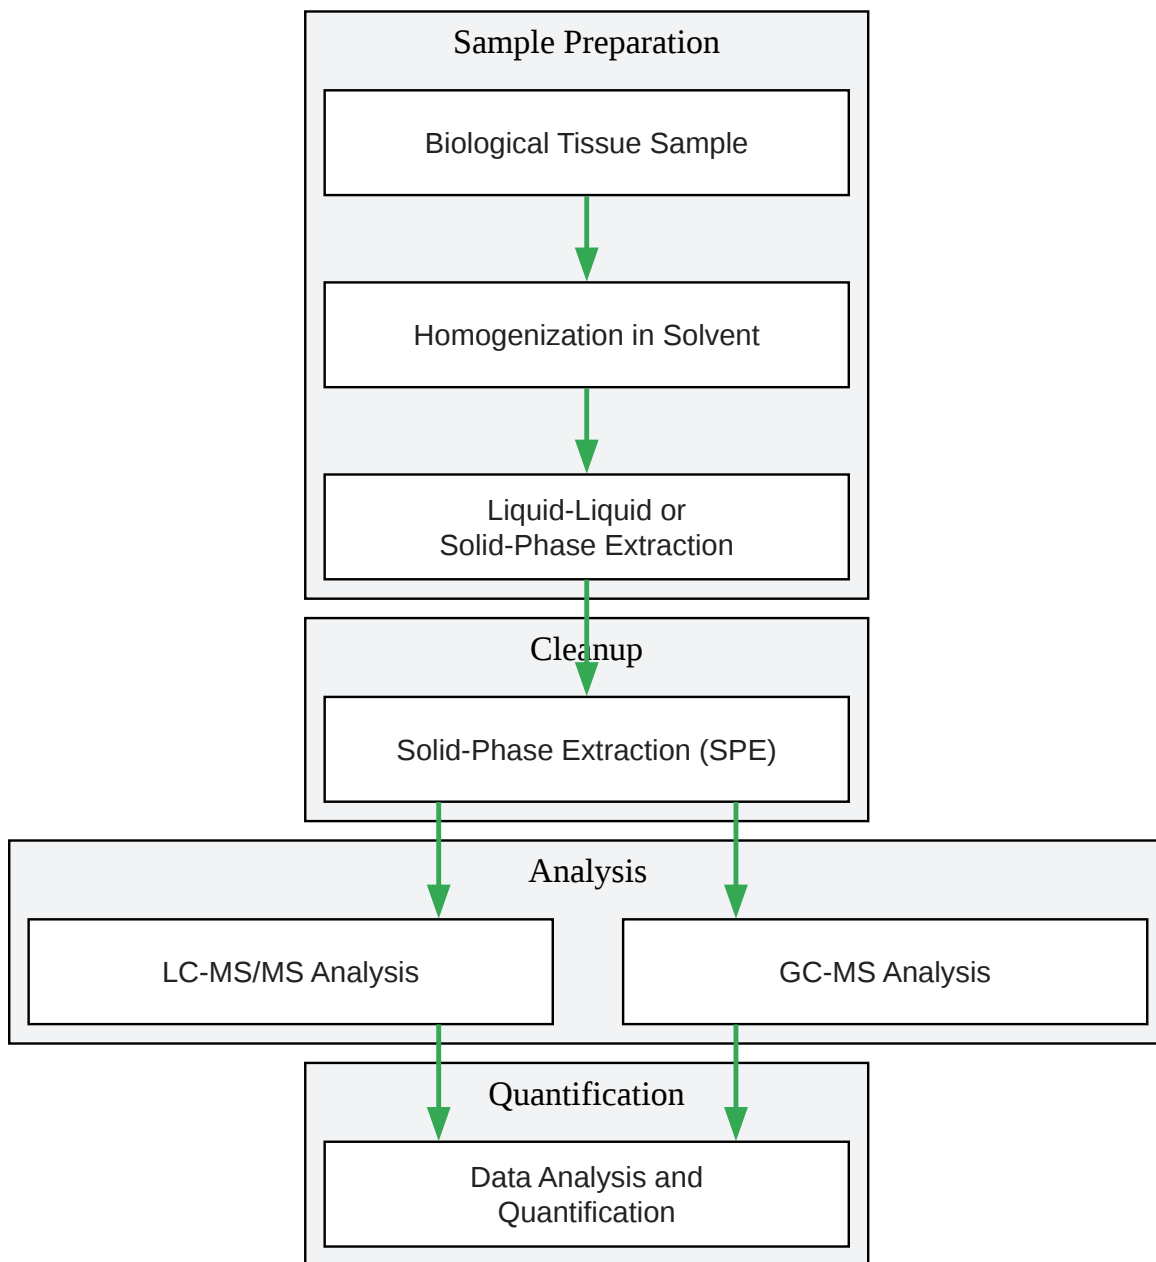 Sample Preparation
Biological Tissue Sample
Homogenization in Solvent
Liquid-Liquid or
Solid-Phase Extraction
Cleanup
Solid-Phase Extraction (SPE)
Analysis
LC-MS/MS Analysis
GC-MS Analysis
Quantification
Data Analysis and
Quantification